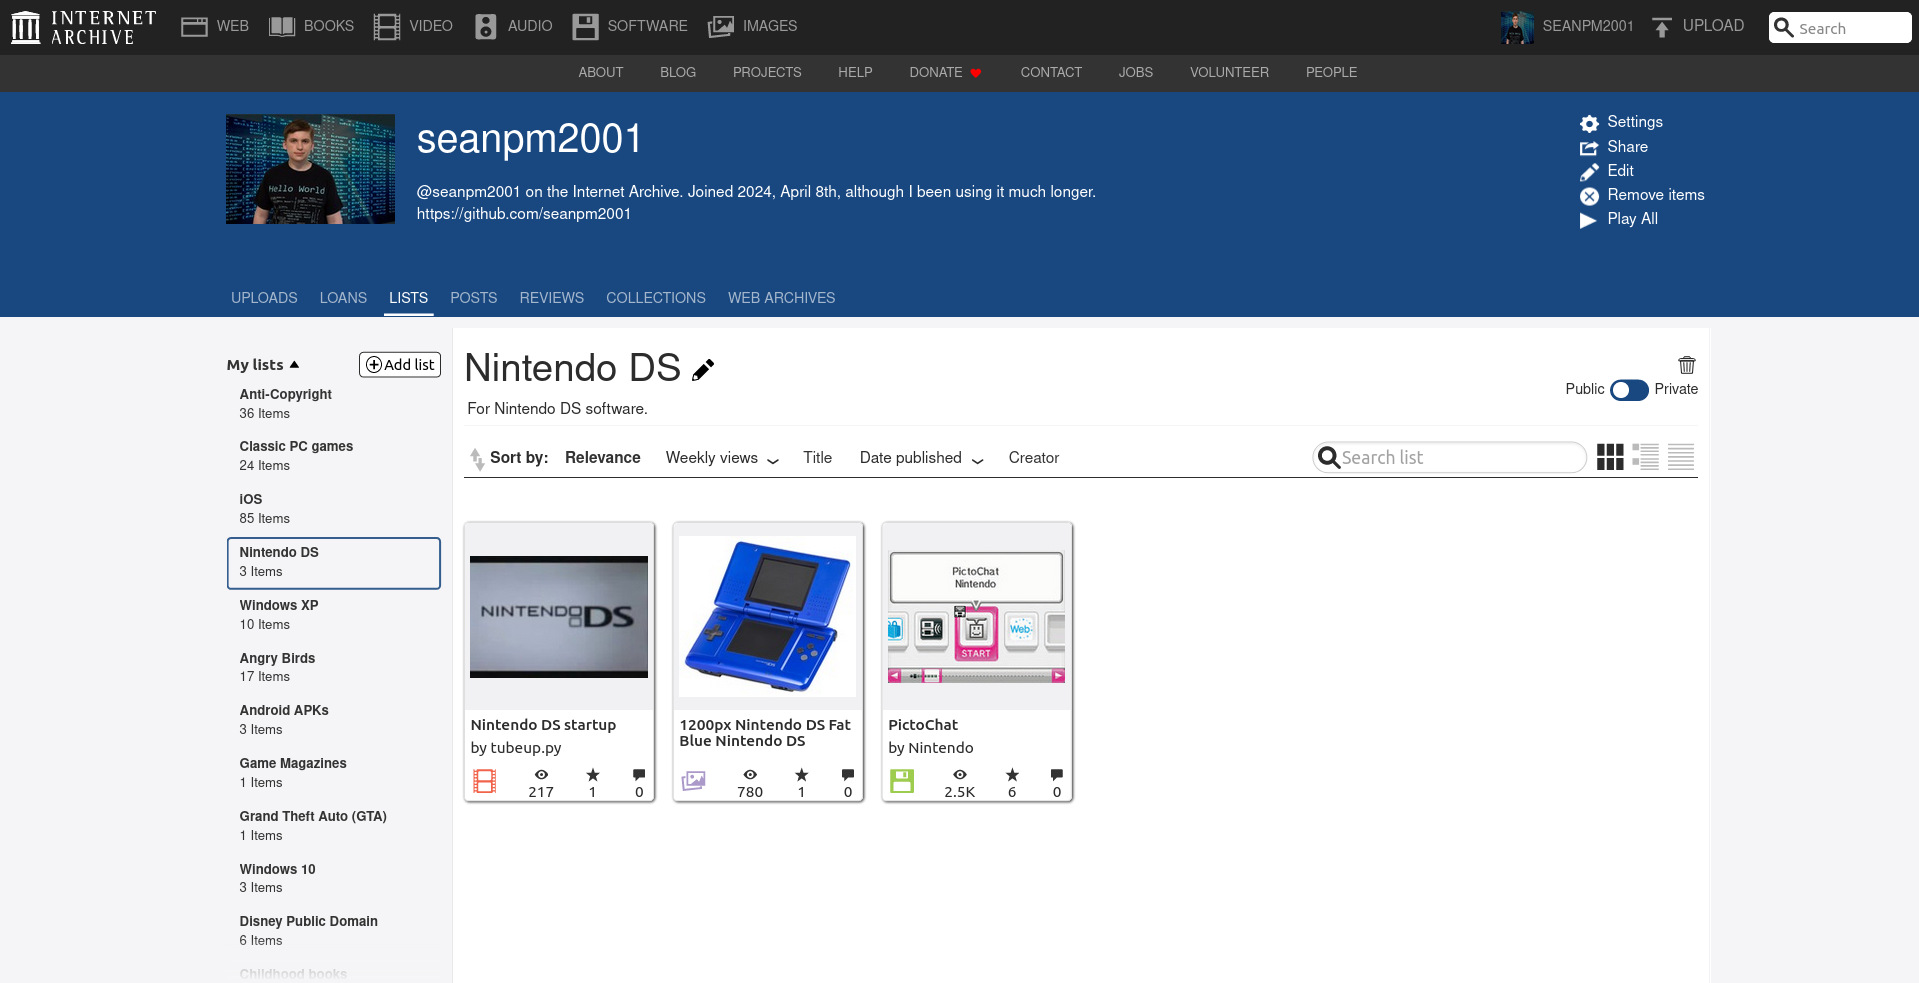 INTERNET ARCHIVE
WEB
BOOKS
VIDEO
AUDIO
SOFTWARE
IMAGES
SEANPM2001
UPLOAD
Search
ABOUT
BLOG
PROJECTS
HELP
DONATE
CONTACT
JOBS
VOLUNTEER
PEOPLE
Hello World
seanpm2001
@seanpm2001 on the Internet Archive. Joined 2024, April 8th, although I been using it much longer.
https://github.com/seanpm2001
Settings
Share
Edit
Remove items
Play All
UPLOADS
LOANS
LISTS
POSTS
REVIEWS
COLLECTIONS
WEB ARCHIVES
My lists
Add list
Anti-Copyright
36 Items
Classic PC games
24 Items
iOS
85 Items
Nintendo DS
3 Items
Windows XP
10 Items
Angry Birds
17 Items
Android APKs
3 Items
Game Magazines
1 Items
Grand Theft Auto (GTA)
1 Items
Windows 10
3 Items
Disney Public Domain
6 Items
Childhood books
Nintendo DS
For Nintendo DS software.
Public
Private
Sort by:
Relevance
Weekly views
Title
Date published
Creator
Search list
NINTENDO DS
Nintendo DS startup
by tubeup.py
217
1
0
1200px Nintendo DS Fat
Blue Nintendo DS
780
1
0
PictoChat
Nintendo
Web
START
PictoChat
by Nintendo
2.5K
6
0